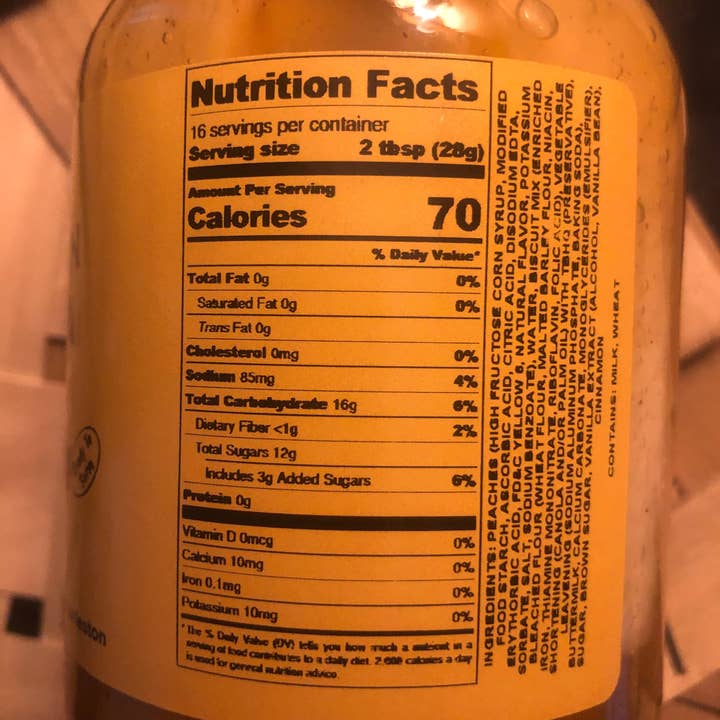 Nutrition Facts
16 servings per container
Serving size 2 tbsp (28g)
Amount Per Serving
Calories 70
% Daily Value*
Total Fat 0g 0%
Saturated Fat 0g 0%
Trans Fat 0g
Cholesterol 0mg 0%
Sodium 85mg 4%
Total Carbohydrate 16g 6%
Dietary Fiber <1g 2%
Total Sugars 12g
Includes 3g Added Sugars 6%
Protein 0g
Vitamin D 0mcg 0%
Calcium 10mg 0%
Iron 0.1mg 0%
Potassium 10mg 0%
*The % Daily Value (DV) tells you how much a nutrient in a
serving of food contributes to a daily diet. 2,000 calories a day
is used for general nutrition advice.
INGREDIENTS: PEACHES (HIGH FRUCTOSE CORN SYRUP, MODIFIED
FOOD STARCH, ASCORBIC ACID, CITRIC ACID, DISODIUM EDTA,
ERYTHORBIC ACID, FD&C YELLOW 6, NATURAL FLAVOR, POTASSIUM
SORBATE, SALT, SODIUM BENZOATE), WATER, BISCUIT MIX (ENRICHED
BLEACHED FLOUR (WHEAT FLOUR, MALTED BARLEY FLOUR, NIACIN,
IRON, THIAMINE MONONITRATE, RIBOFLAVIN, FOLIC ACID), VEGETABLE
SHORTENING (CANOLA AND/OR PALM OIL) WITH TBHQ (PRESERVATIVE),
LEAVENING (SODIUM ALUMINUM PHOSPHATE, BAKING SODA),
BUTTERMILK, CALCIUM CARBONATE, MONOGLYCERIDES (EMULSIFIER),
SUGAR, BROWN SUGAR, VANILLA EXTRACT (ALCOHOL, VANILLA BEAN),
CINNAMON
CONTAINS: MILK, WHEAT